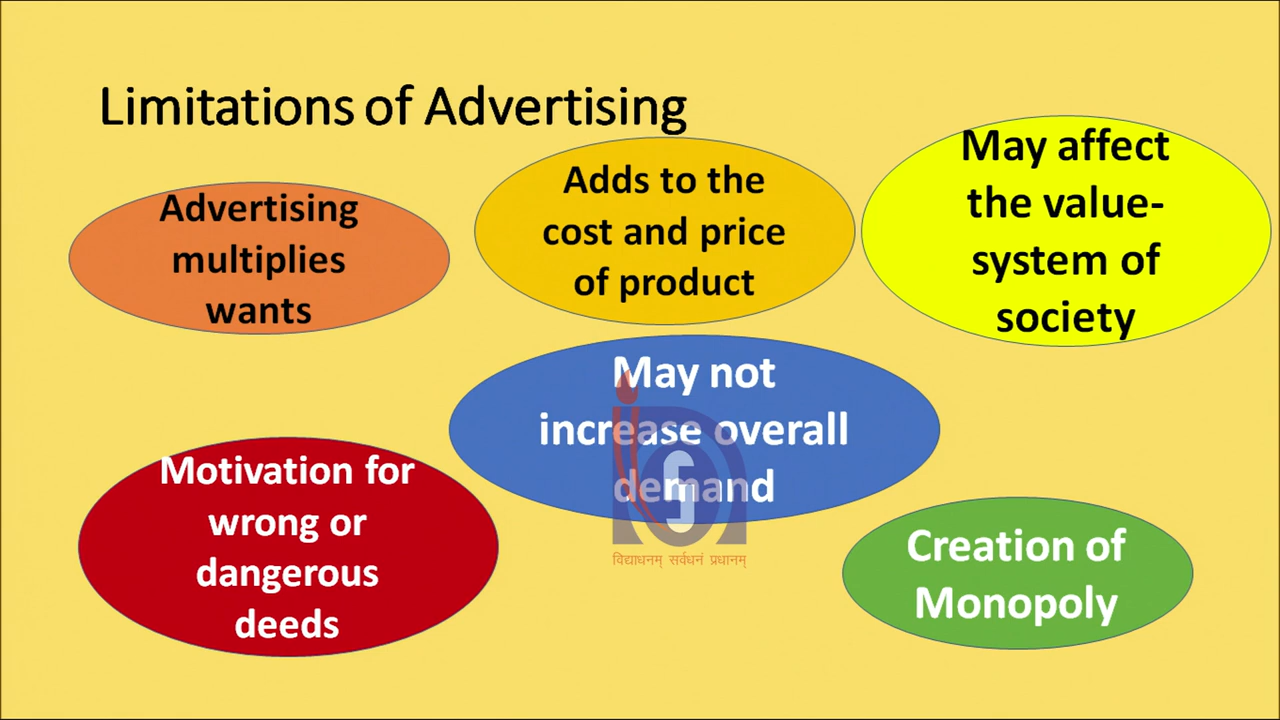 Limitations of Advertising
Advertising
multiplies
wants
Adds to the
cost and price
of product
May affect
the value-
system of
society
May not
increase overall
demand
Motivation for
wrong or
dangerous
deeds
Creation of
Monopoly
विद्याधनम् सर्वधनं प्रधानम्